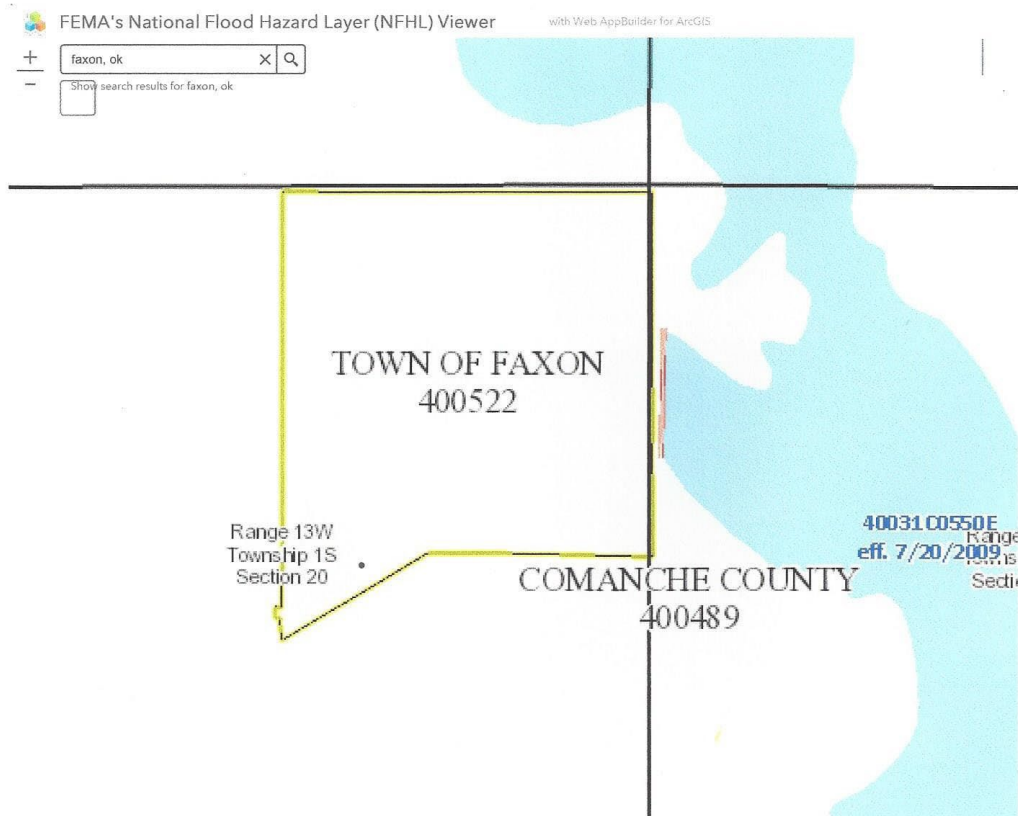 FEMA's National Flood Hazard Layer (NFHL) Viewer
with Web AppBuilder for ArcGIS
faxon, ok
Show search results for faxon, ok
TOWN OF FAXON
400522
Range 13W
Township 1S
Section 20
40031C0550E
eff. 7/20/2009
Range
COMANCHE COUNTY
400489